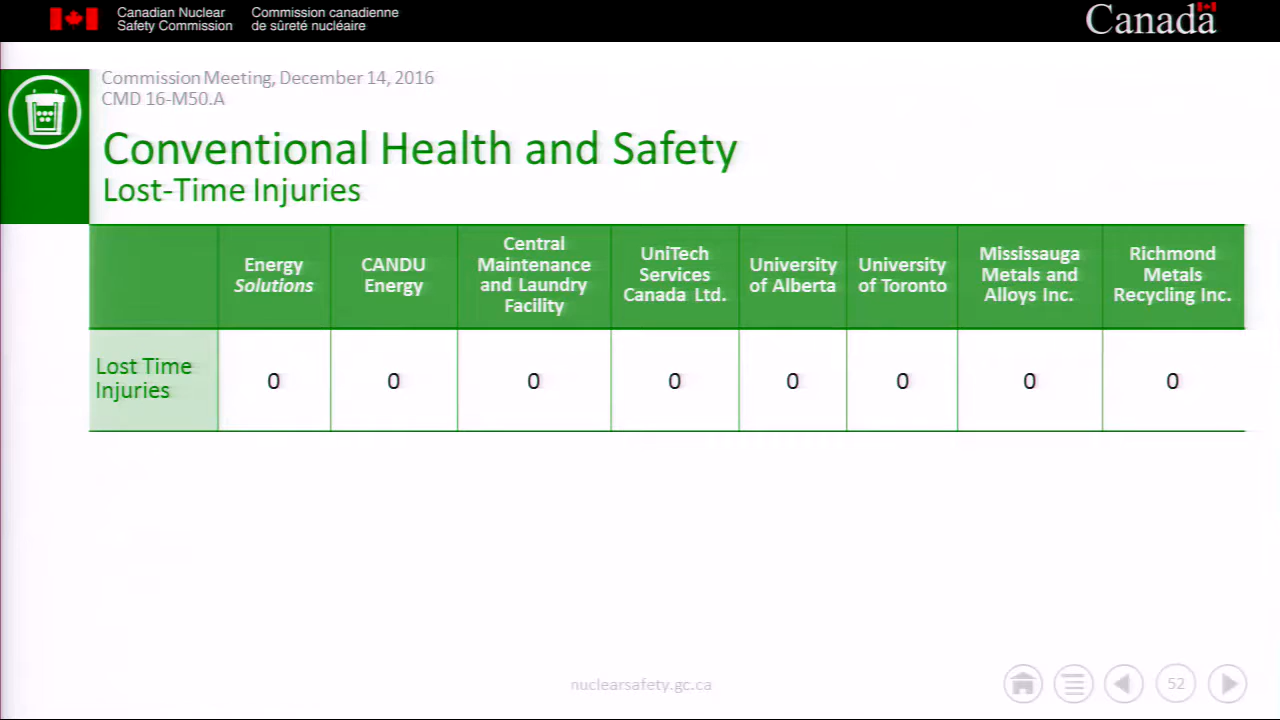 Canadian Nuclear Safety Commission
Commission canadienne de sûreté nucléaire
Canada
Commission Meeting, December 14, 2016
CMD 16-M50.A
Conventional Health and Safety
Lost-Time Injuries
Energy
Solutions
CANDU
Energy
Central
Maintenance
and Laundry
Facility
UniTech
Services
Canada Ltd.
University
of Alberta
University
of Toronto
Mississauga
Metals and
Alloys Inc.
Richmond
Metals
Recycling Inc.
Lost Time
Injuries
0 0 0 0 0 0 0 0
nuclearsafety.gc.ca
52